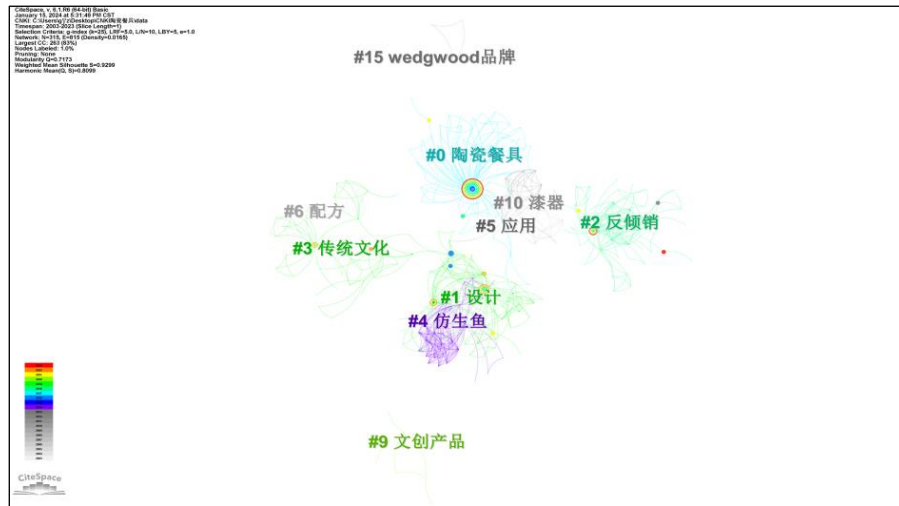 CiteSpace, v. 6.1.R6 (64-bit) Basic
January 15, 2024 at 5:31:49 PM CST
Timespan: 2003-2023 (Slice Length=1)
Selection Criteria: g-index (k=25), LRF=5.0, L/N=10, LBY=5, e=1.0
Network: N=315, E=815 (Density=0.0165)
Largest CC: 263 (83%)
Nodes Labeled: 1.0%
Pruning: None
Modularity Q=0.7173
Weighted Mean Silhouette S=0.9299
Harmonic Mean(Q, S)=0.8099
#15 wedgwood品牌
#0 陶瓷餐具
#10 漆器
#6 配方
#5 应用
#2 反倾销
#3 传统文化
#1 设计
#4 仿生鱼
#9 文创产品
CiteSpace